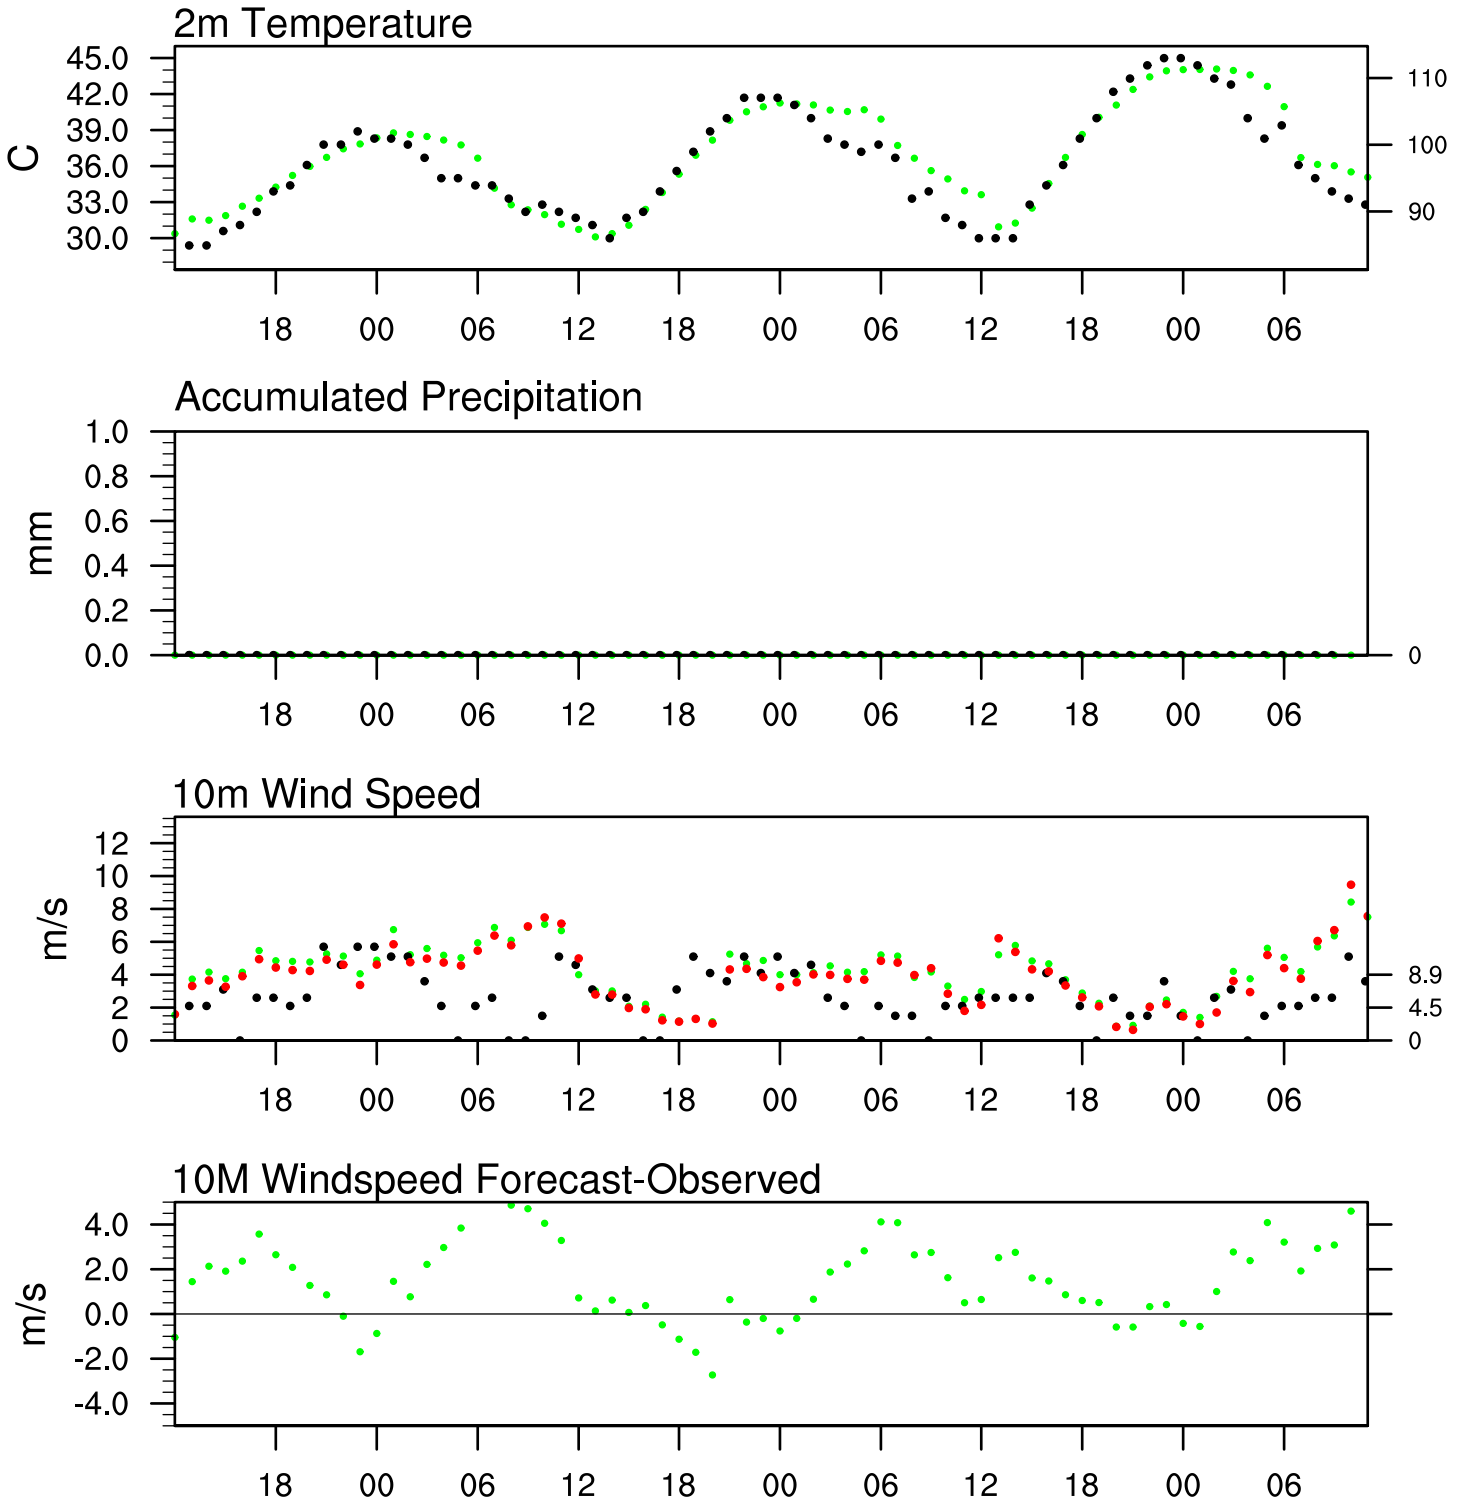 2m Temperature
45.0
42.0
39.0
36.0
33.0
30.0
C
110
100
90
18 00 06 12 18 00 06 12 18 00 06
Accumulated Precipitation
1.0
0.8
0.6
0.4
0.2
0.0
mm
0
18 00 06 12 18 00 06 12 18 00 06
10m Wind Speed
12
10
8
6
4
2
0
m/s
8.9
4.5
0
18 00 06 12 18 00 06 12 18 00 06
10M Windspeed Forecast-Observed
4.0
2.0
0.0
-2.0
-4.0
m/s
18 00 06 12 18 00 06 12 18 00 06